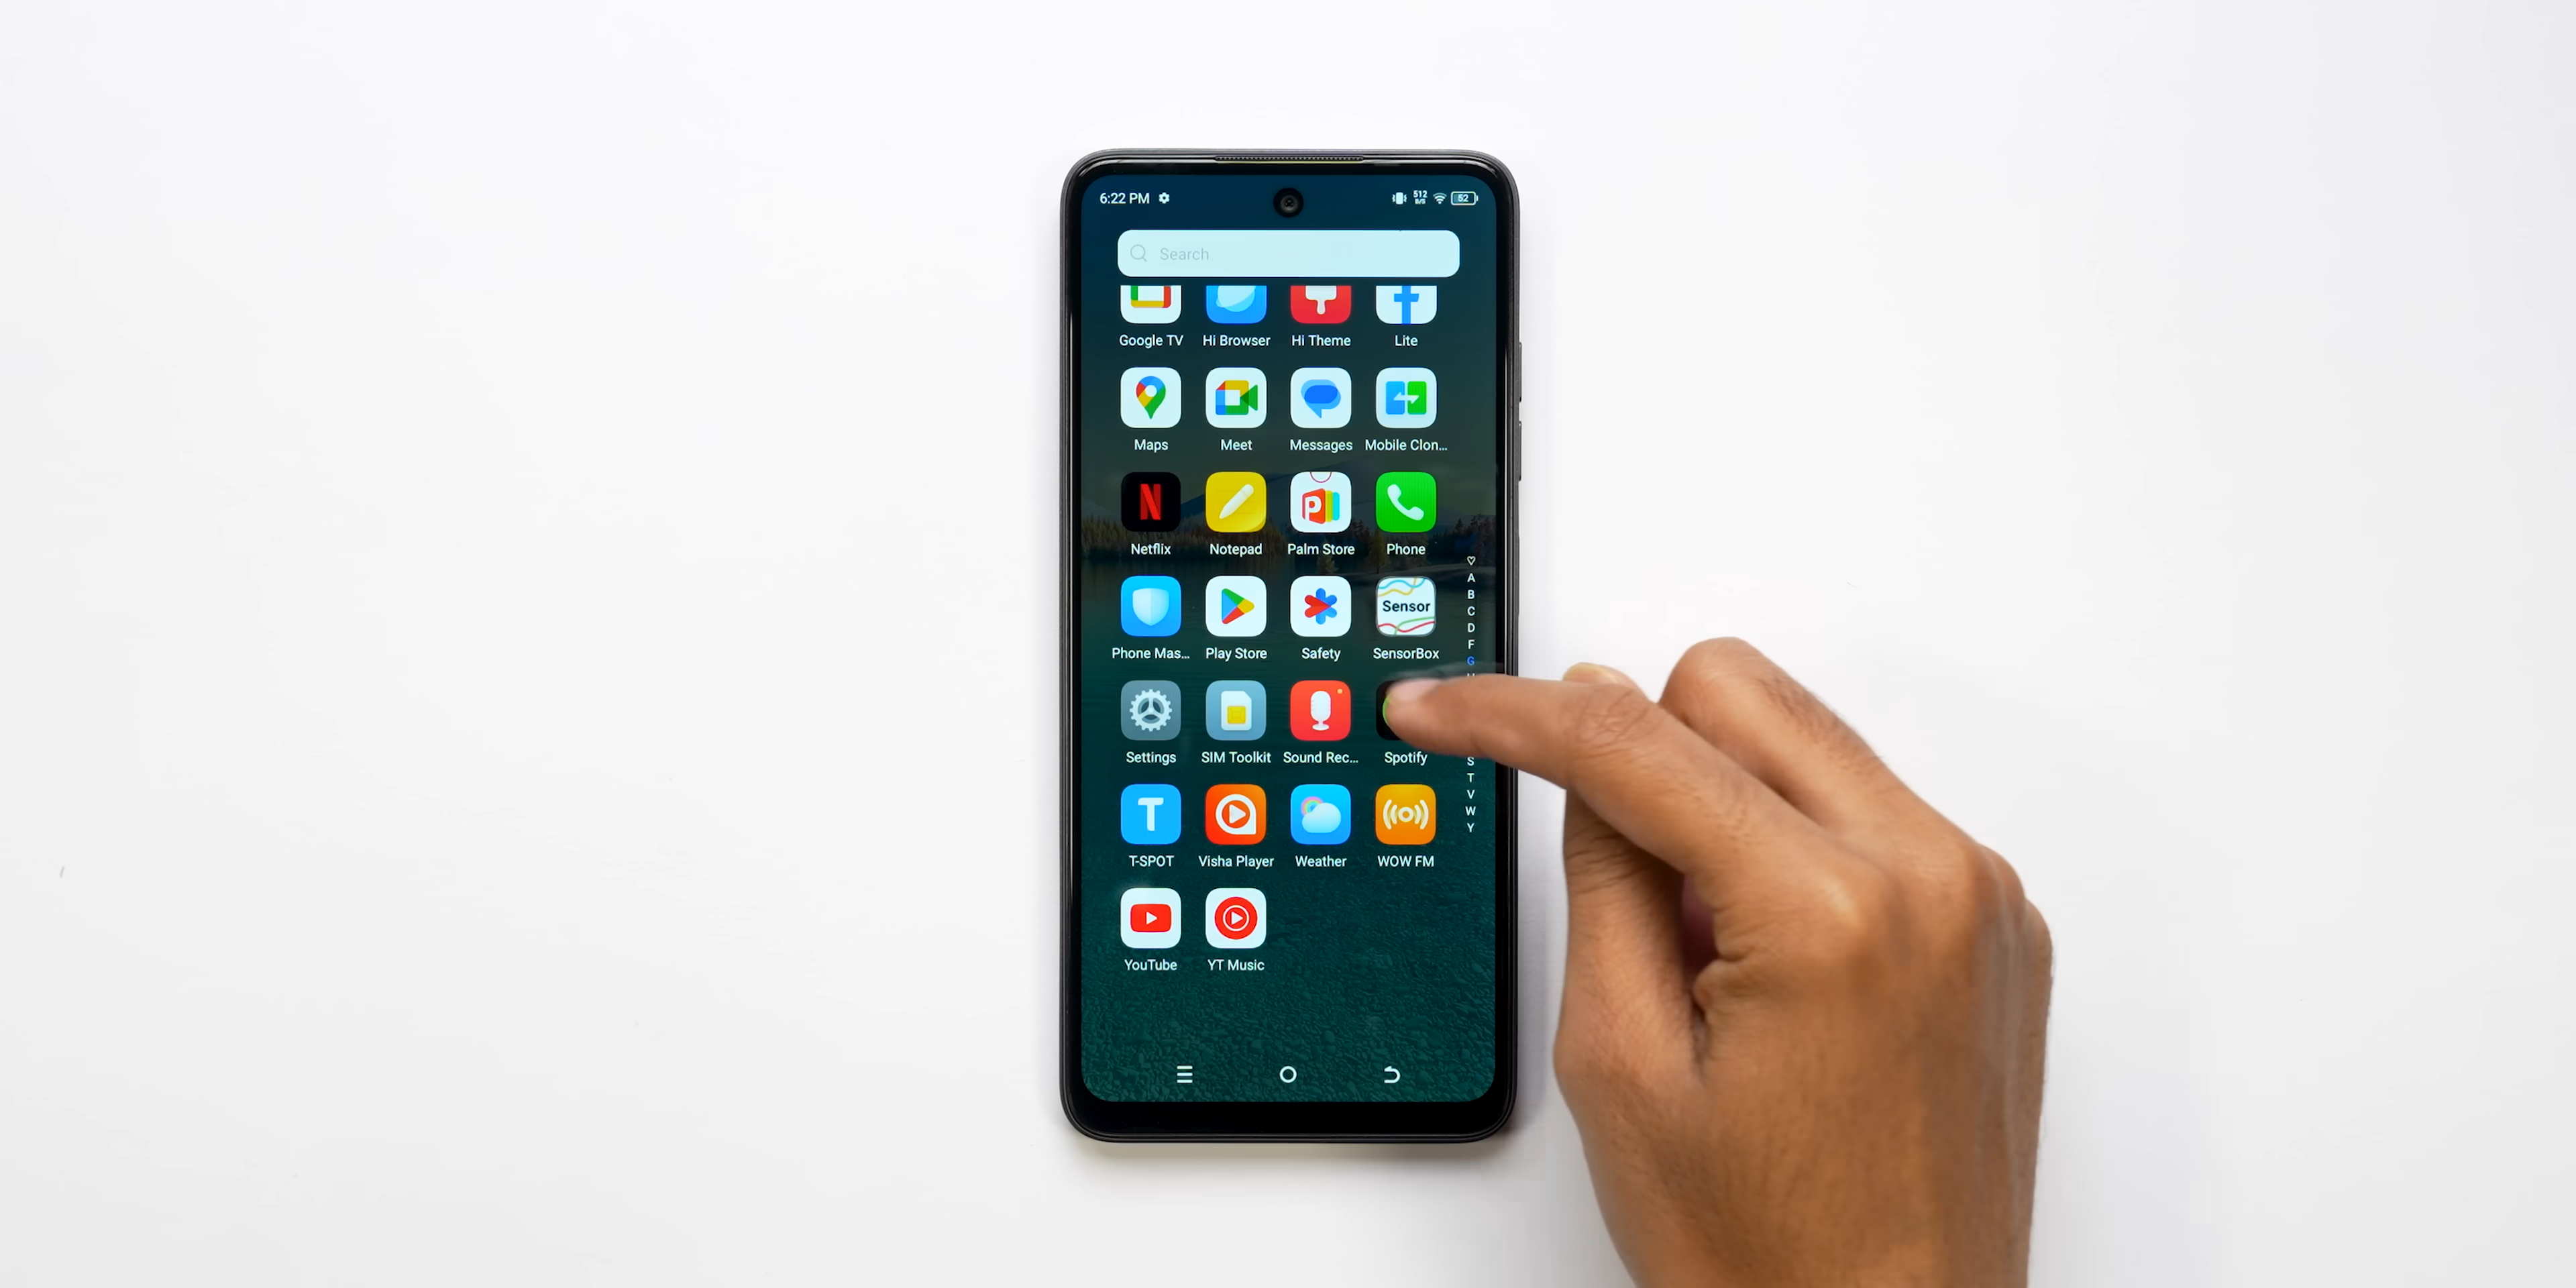 6:22 PM 512 B/S 52
Search
Google TV Hi Browser Hi Theme Lite
Maps Meet Messages Mobile Clon...
N P
Netflix Notepad Palm Store Phone
Sensor
Phone Mas... Play Store Safety SensorBox
Settings SIM Toolkit Sound Rec... Spotify
T
T-SPOT Visha Player Weather WOW FM
YouTube YT Music
A
B
C
D
F
G
S
T
V
W
Y